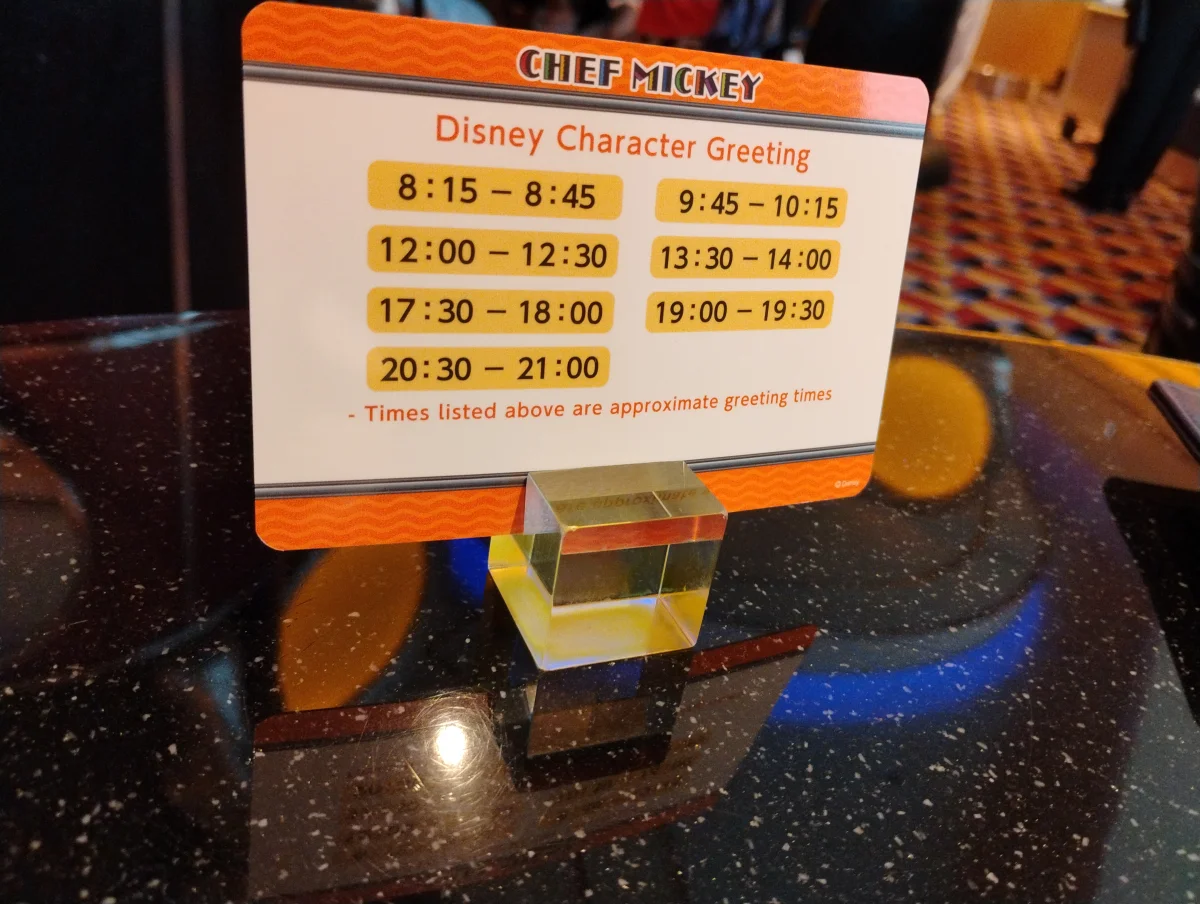 CHEF MICKEY
Disney Character Greeting
8:15 – 8:45 9:45 – 10:15
12:00 – 12:30 13:30 – 14:00
17:30 – 18:00 19:00 – 19:30
20:30 – 21:00
- Times listed above are approximate greeting times
©Disney